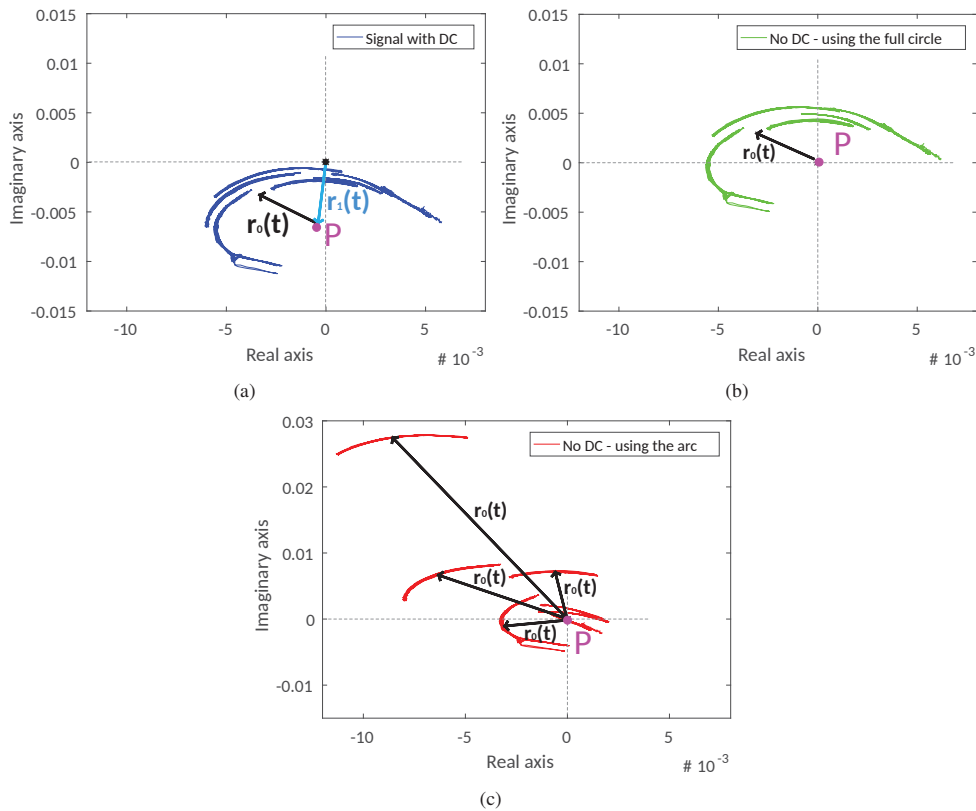 0.015
Signal with DC
0.01
0.005
0
-0.005
-0.01
-0.015
Imaginary axis
r₁(t)
r₀(t)
P
-10
-5
0
5
Real axis
# 10⁻³
(a)
0.015
No DC - using the full circle
0.01
0.005
0
-0.005
-0.01
-0.015
Imaginary axis
P
r₀(t)
-10
-5
0
5
Real axis
# 10⁻³
(b)
0.03
No DC - using the arc
0.02
0.01
0
-0.01
Imaginary axis
r₀(t)
r₀(t)
r₀(t)
r₀(t)
P
-10
-5
0
5
Real axis
# 10⁻³
(c)